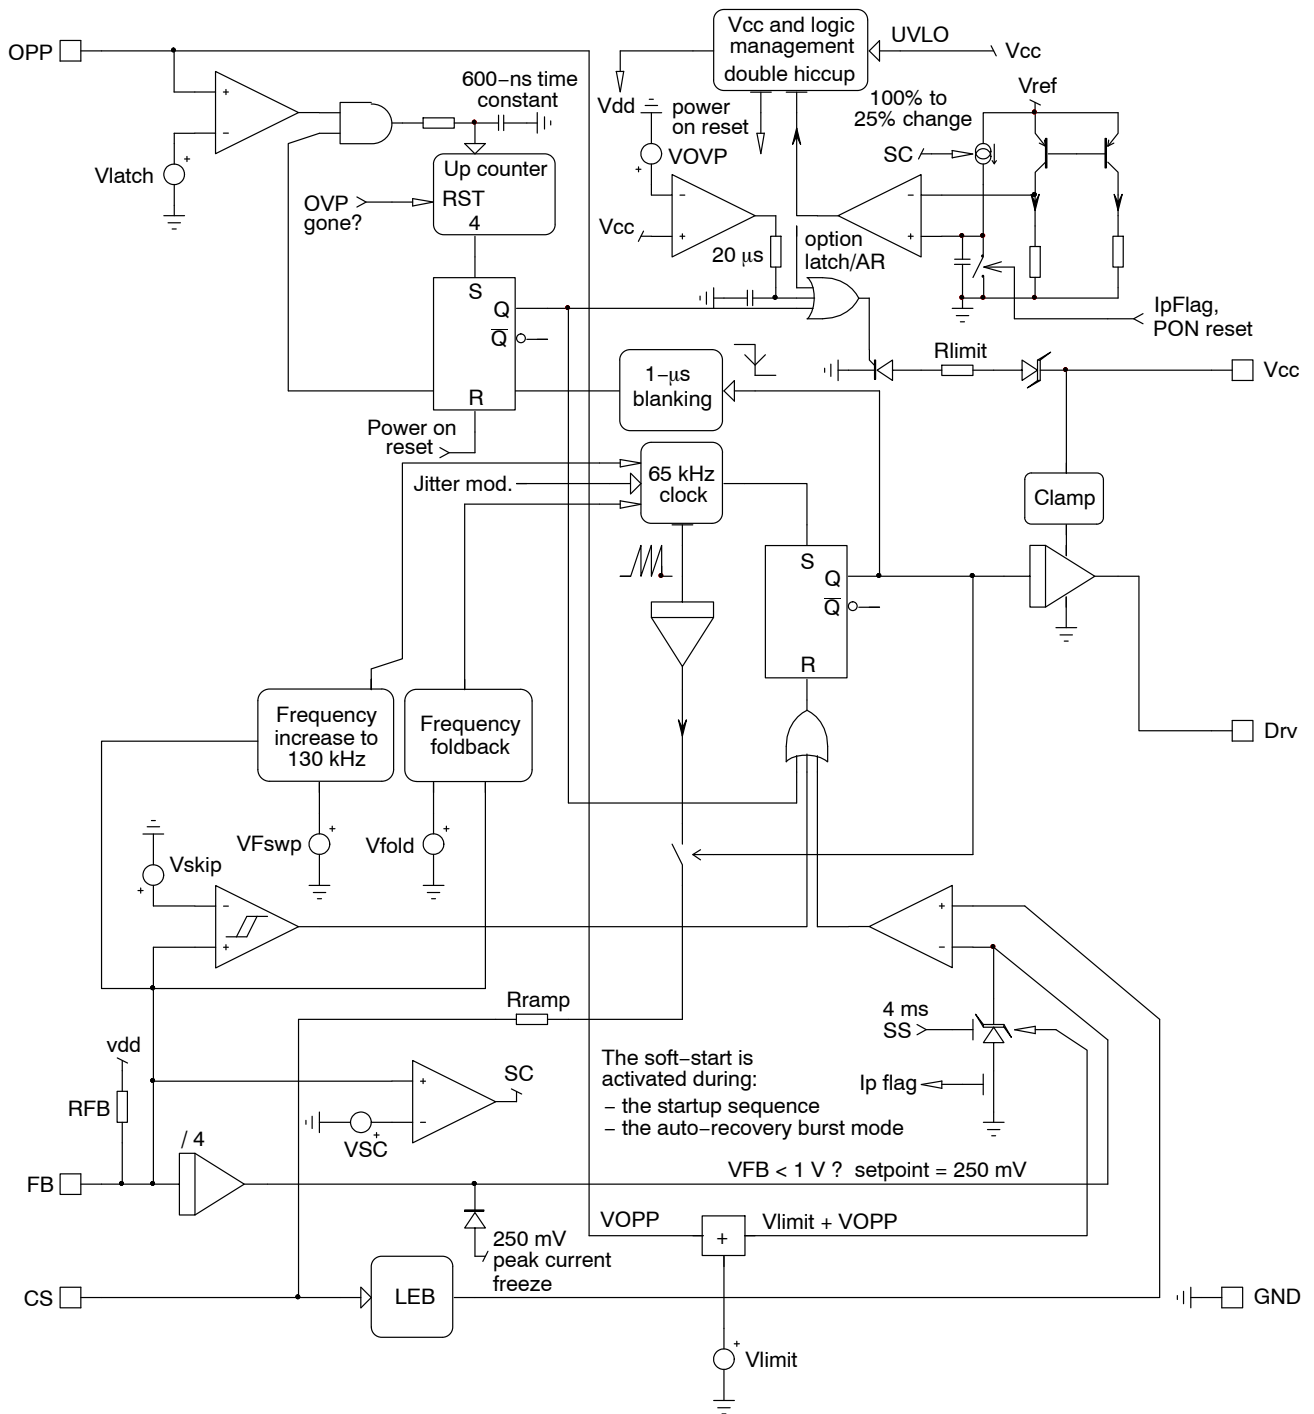 Vcc and logic
management
double hiccup
UVLO
Vcc
OPP
+
−
Vlatch
+
600−ns time
constant
Vdd
power
on reset
100% to
25% change
Vref
SC
VOVP
+
Up counter
RST
4
OVP
gone?
−
+
Vcc
20 μs
option
latch/AR
−
+
S
Q
Q
R
IpFlag,
PON reset
Rlimit
Vcc
1−μs
blanking
Power on
reset
Jitter mod.
65 kHz
clock
Clamp
S
Q
Q
R
Frequency
increase to
130 kHz
Frequency
foldback
Drv
VFswp
+
Vfold
+
Vskip
+
−
+
+
−
Rramp
4 ms
SS
vdd
RFB
SC
+
−
VSC
+
The soft−start is
activated during:
− the startup sequence
− the auto−recovery burst mode
Ip flag
/ 4
FB
VFB < 1 V ? setpoint = 250 mV
VOPP
+
Vlimit + VOPP
250 mV
peak current
freeze
CS
LEB
GND
+
Vlimit